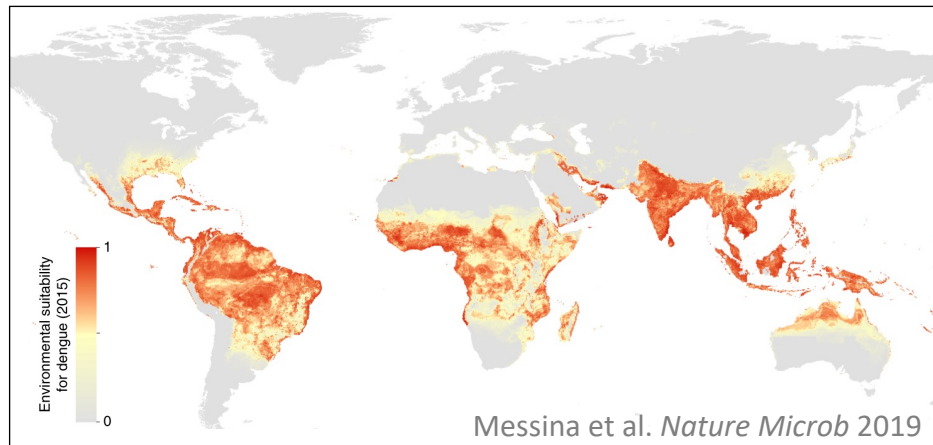 1
Environmental suitability
for dengue (2015)
0
Messina et al. Nature Microb 2019